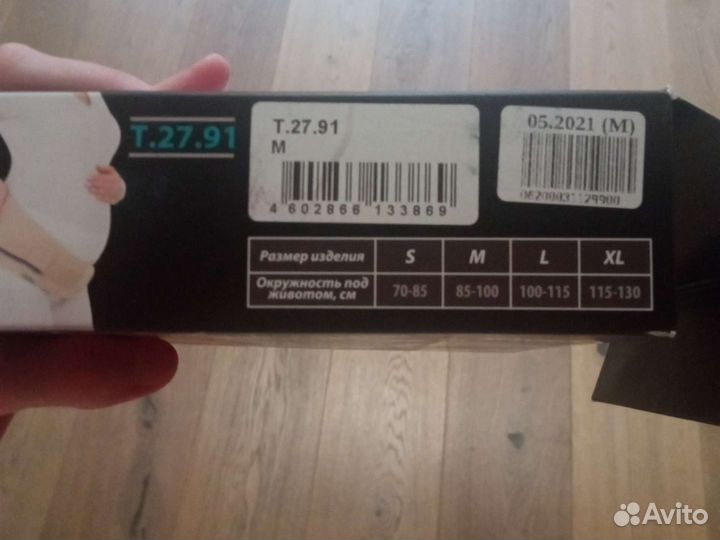 T.27.91
T.27.91
M
4 602866 133869
05.2021 (M)
06200031129900
Размер изделия S M L XL
Окружность под животом, см 70-85 85-100 100-115 115-130
Avito